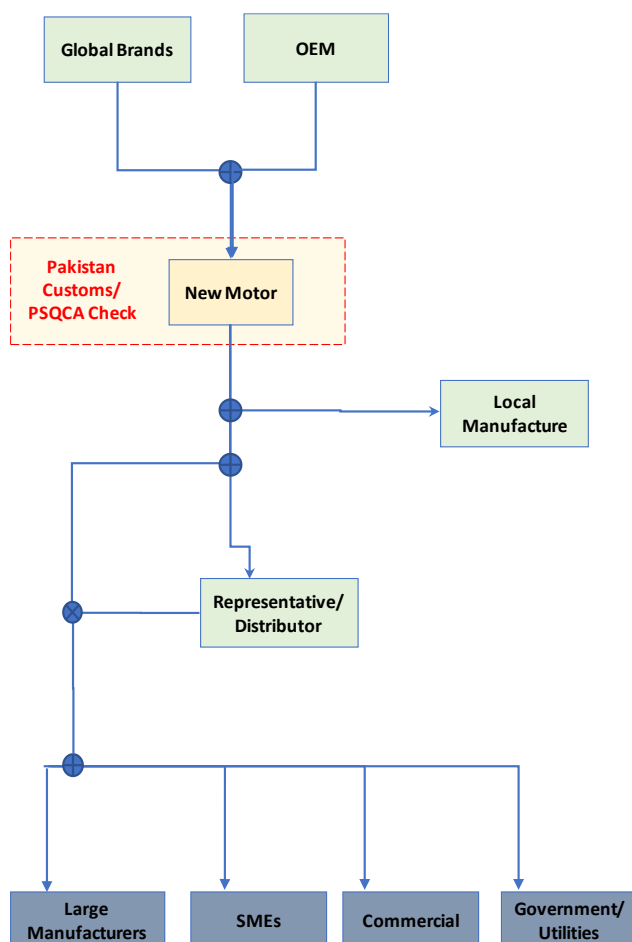 Global Brands
OEM
Pakistan
Customs/
PSQCA Check
New Motor
Local
Manufacture
Representative/
Distributor
Large
Manufacturers
SMEs
Commercial
Government/
Utilities